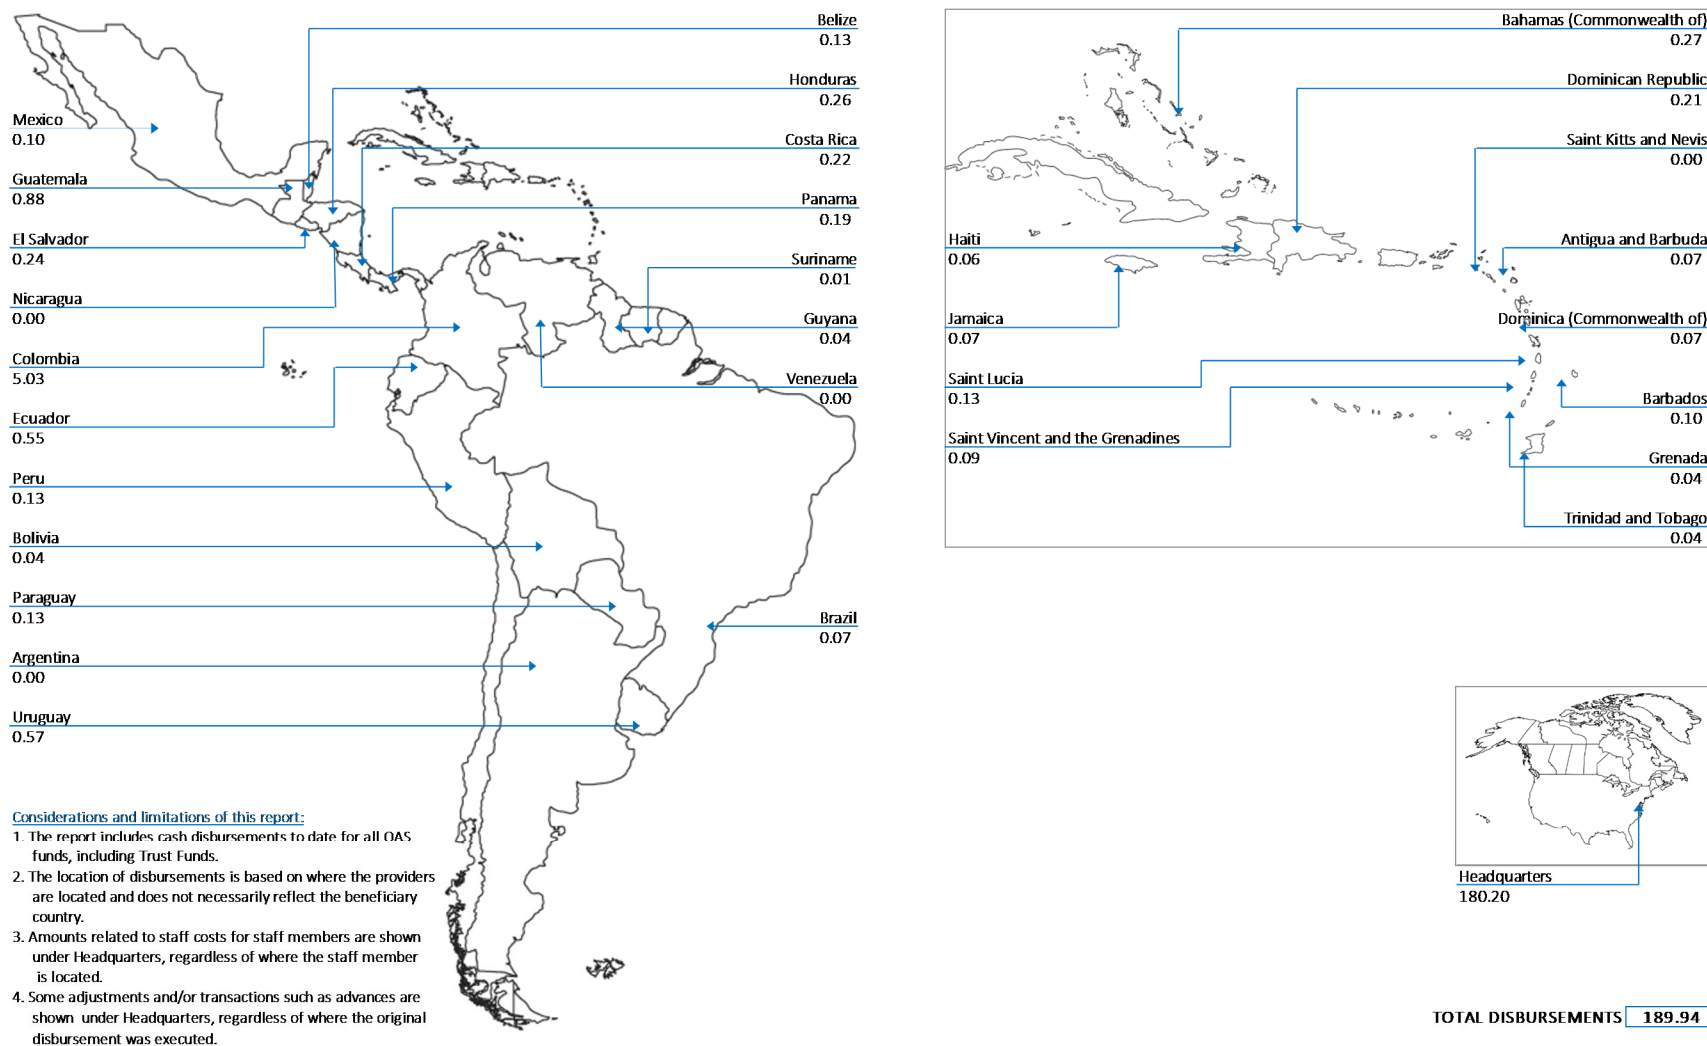 Mexico
0.10
Guatemala
0.88
El Salvador
0.24
Nicaragua
0.00
Colombia
5.03
Ecuador
0.55
Peru
0.13
Bolivia
0.04
Paraguay
0.13
Argentina
0.00
Uruguay
0.57
Belize
0.13
Honduras
0.26
Costa Rica
0.22
Panama
0.19
Suriname
0.01
Guyana
0.04
Venezuela
0.00
Brazil
0.07
Considerations and limitations of this report:
1. The report includes cash disbursements to date for all OAS
funds, including Trust Funds.
2. The location of disbursements is based on where the providers
are located and does not necessarily reflect the beneficiary
country.
3. Amounts related to staff costs for staff members are shown
under Headquarters, regardless of where the staff member
is located.
4. Some adjustments and/or transactions such as advances are
shown under Headquarters, regardless of where the original
disbursement was executed.
Haiti
0.06
Jamaica
0.07
Saint Lucia
0.13
Saint Vincent and the Grenadines
0.09
Bahamas (Commonwealth of)
0.27
Dominican Republic
0.21
Saint Kitts and Nevis
0.00
Antigua and Barbuda
0.07
Dominica (Commonwealth of)
0.07
Barbados
0.10
Grenada
0.04
Trinidad and Tobago
0.04
Headquarters
180.20
TOTAL DISBURSEMENTS 189.94